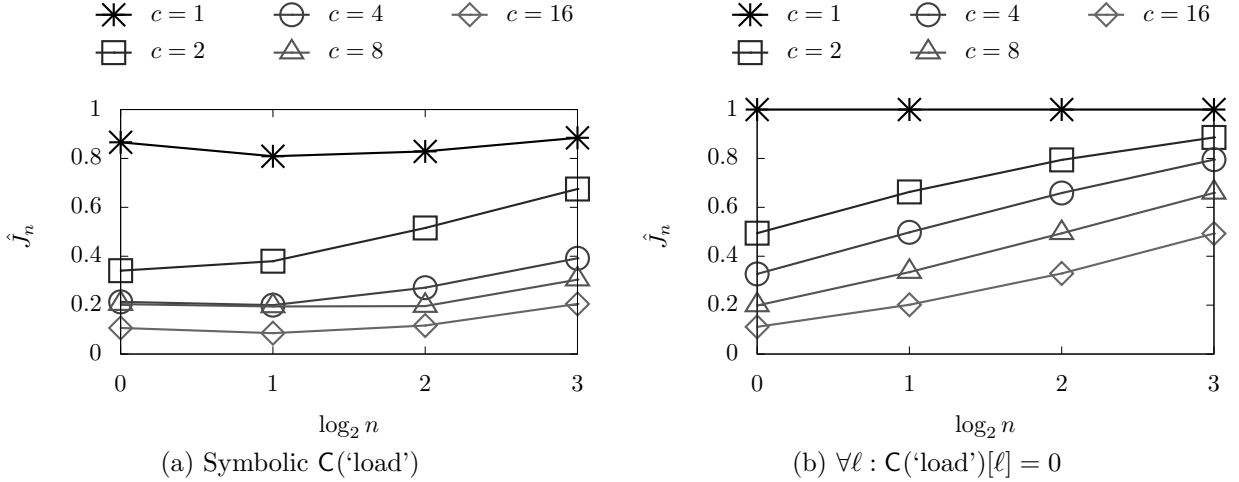 c = 1 c = 4 c = 16
c = 2 c = 8
1
0.8
0.6
0.4
0.2
0
Ĵn
0 1 2 3
log2 n
(a) Symbolic C(‘load’)
c = 1 c = 4 c = 16
c = 2 c = 8
1
0.8
0.6
0.4
0.2
0
Ĵn
0 1 2 3
log2 n
(b) ∀ℓ : C(‘load’)[ℓ] = 0